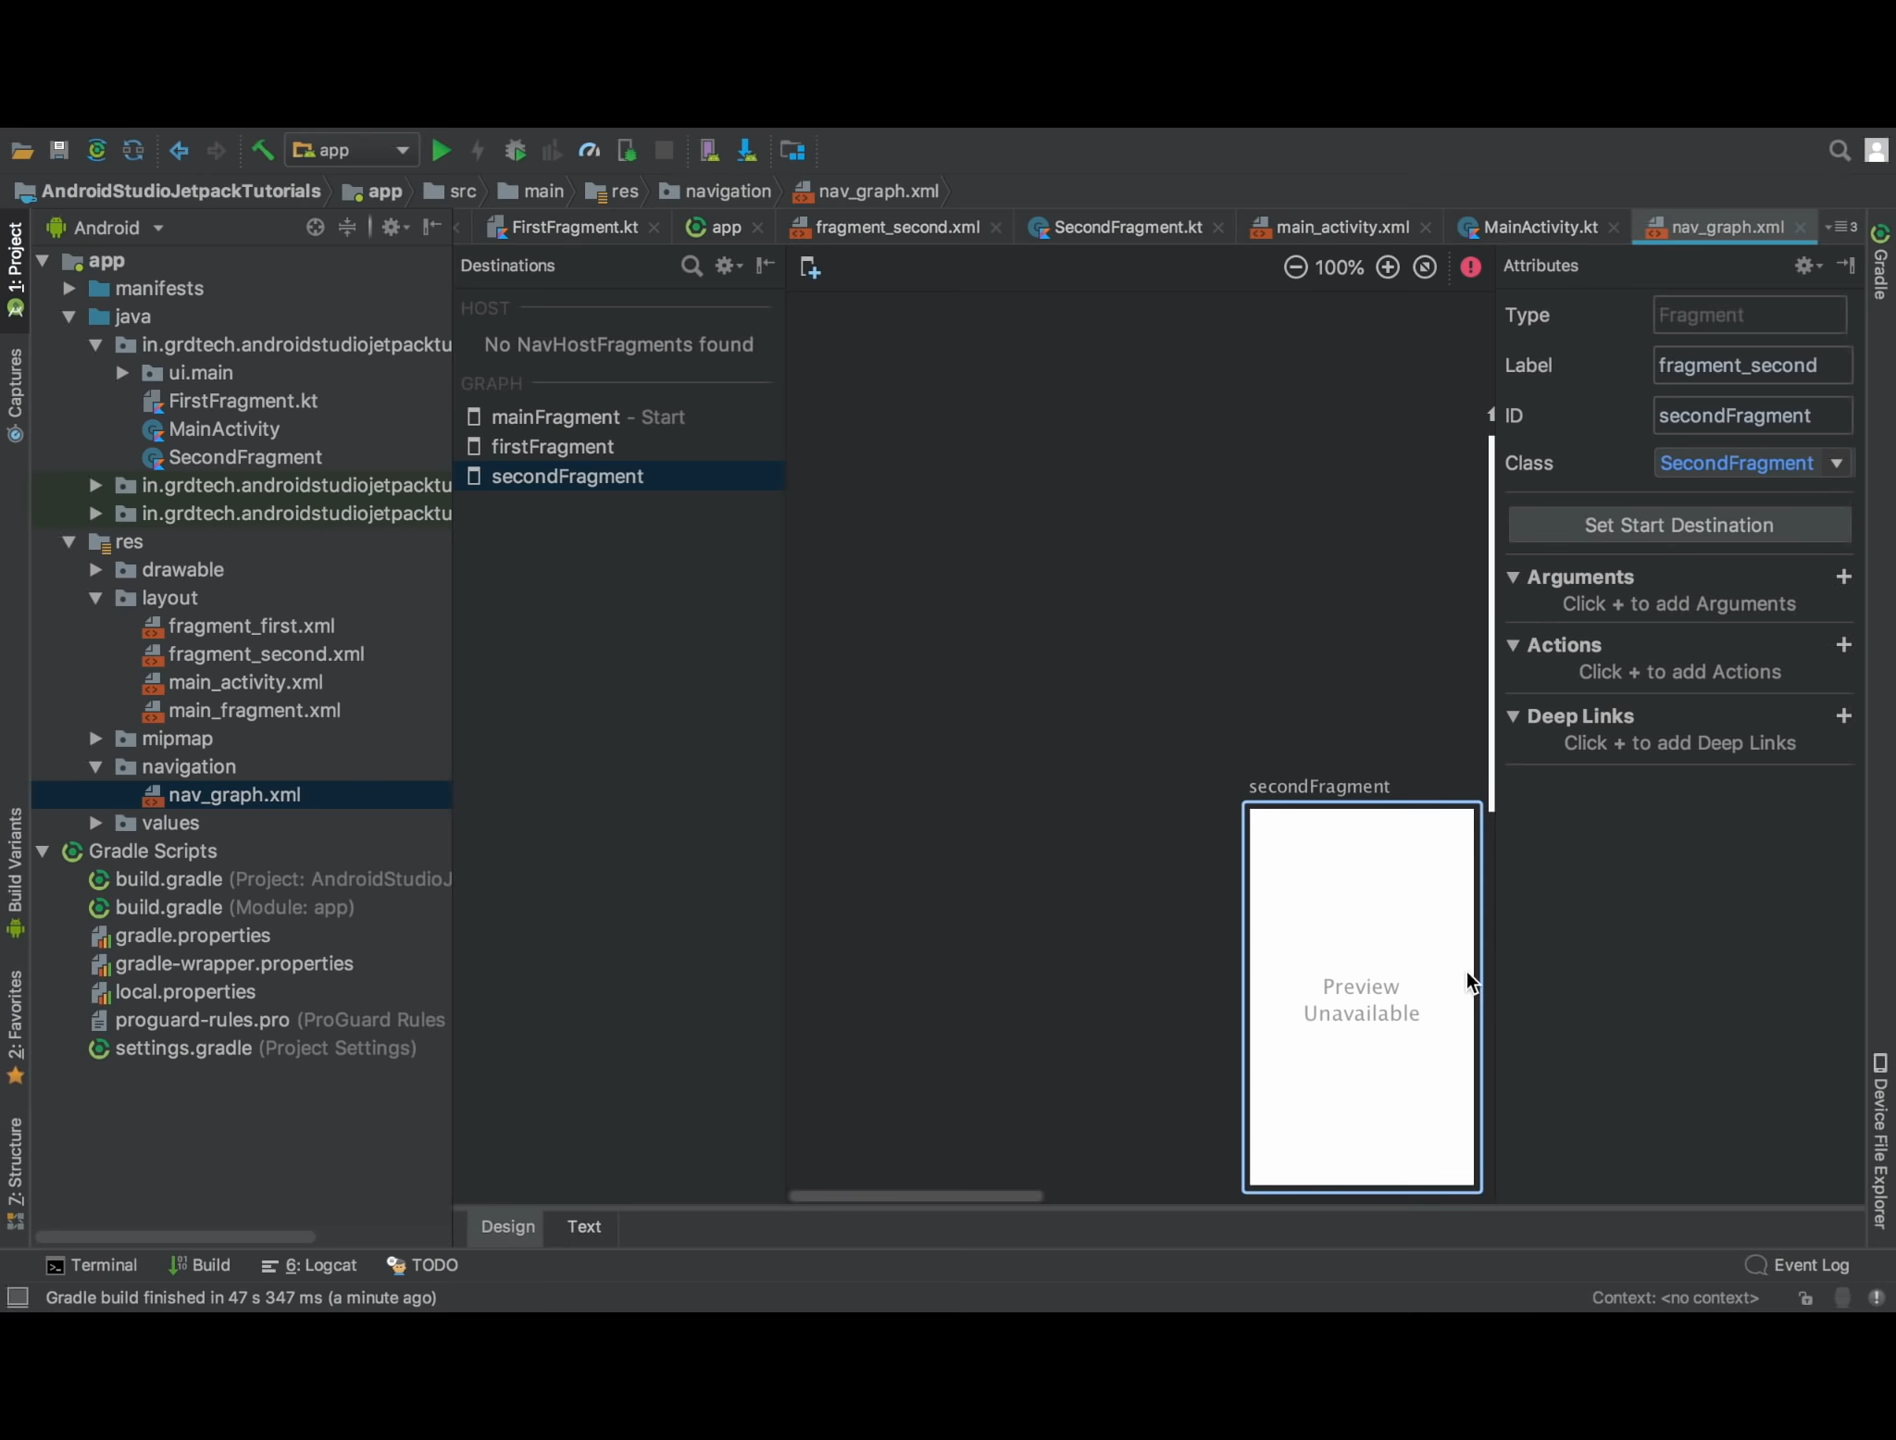 app
AndroidStudioJetpackTutorials
app
src
main
res
navigation
nav_graph.xml
1: Project
Captures
Build Variants
2: Favorites
7: Structure
Android
app
manifests
java
in.grdtech.androidstudiojetpacktu
ui.main
FirstFragment.kt
MainActivity
SecondFragment
in.grdtech.androidstudiojetpacktu
in.grdtech.androidstudiojetpacktu
res
drawable
layout
fragment_first.xml
fragment_second.xml
main_activity.xml
main_fragment.xml
mipmap
navigation
nav_graph.xml
values
Gradle Scripts
build.gradle (Project: AndroidStudioJ
build.gradle (Module: app)
gradle.properties
gradle-wrapper.properties
local.properties
proguard-rules.pro (ProGuard Rules
settings.gradle (Project Settings)
FirstFragment.kt
app
fragment_second.xml
SecondFragment.kt
main_activity.xml
MainActivity.kt
nav_graph.xml
3
Destinations
HOST
No NavHostFragments found
GRAPH
mainFragment - Start
firstFragment
secondFragment
100%
secondFragment
Preview
Unavailable
Design
Text
Attributes
Type
Fragment
Label
fragment_second
ID
secondFragment
Class
SecondFragment
Set Start Destination
Arguments
Click + to add Arguments
Actions
Click + to add Actions
Deep Links
Click + to add Deep Links
Gradle
Device File Explorer
Terminal
Build
6: Logcat
TODO
Event Log
Gradle build finished in 47 s 347 ms (a minute ago)
Context: <no context>